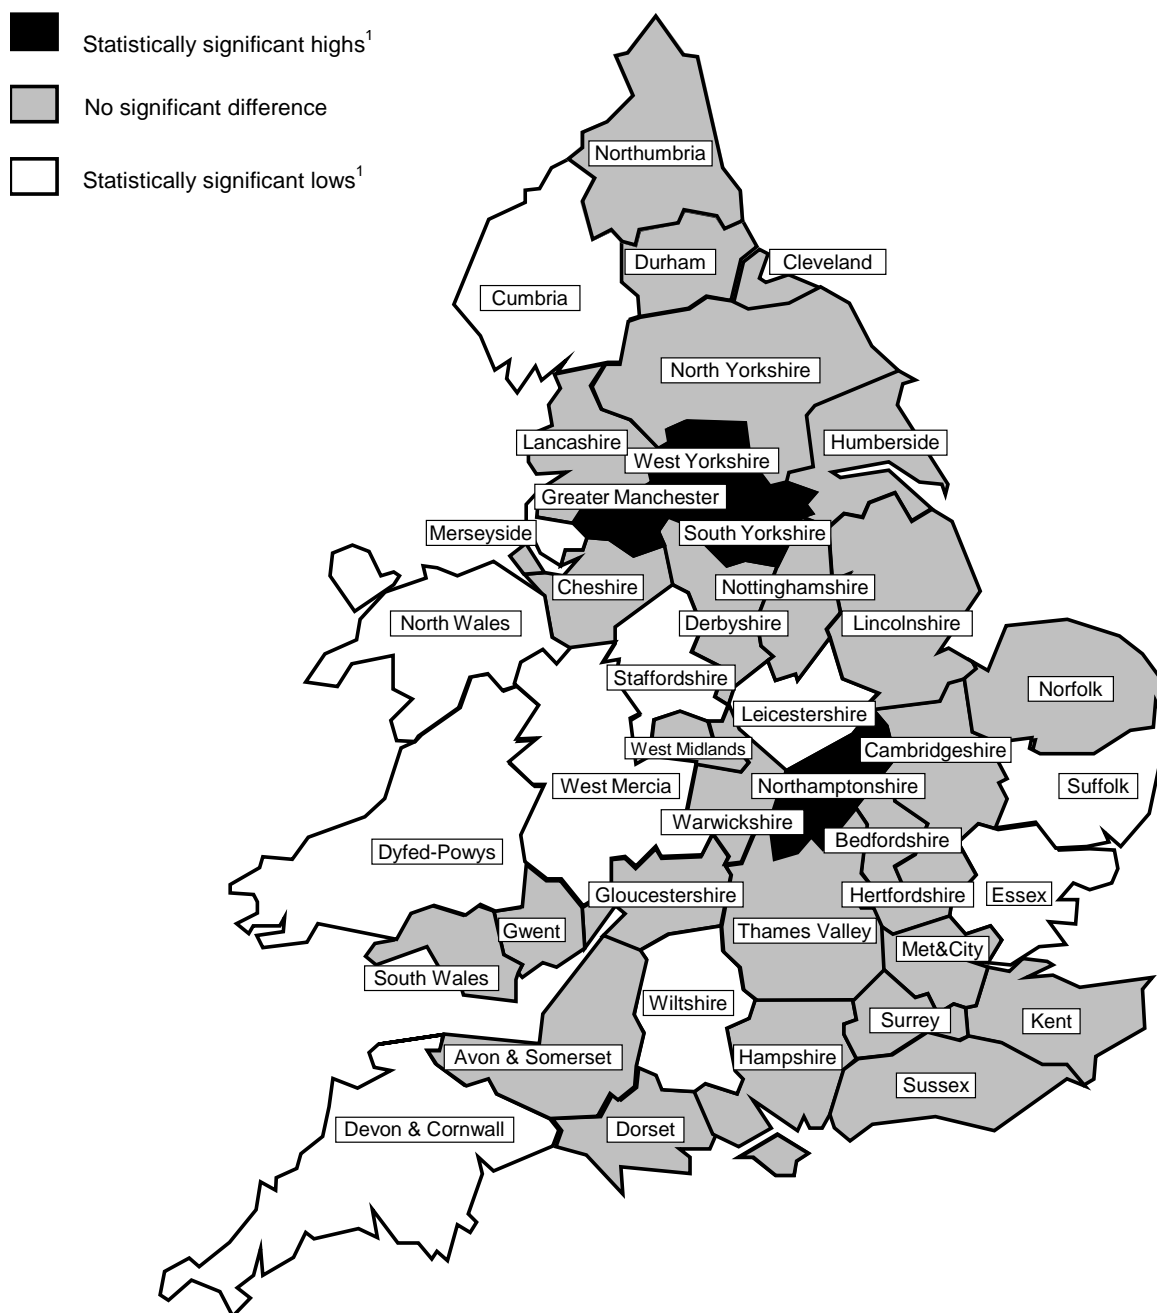 Statistically significant highs1
No significant difference
Statistically significant lows1
Northumbria
Durham
Cleveland
Cumbria
North Yorkshire
Lancashire
Humberside
West Yorkshire
Greater Manchester
Merseyside
South Yorkshire
Cheshire
Nottinghamshire
North Wales
Derbyshire
Lincolnshire
Staffordshire
Norfolk
Leicestershire
West Midlands
Cambridgeshire
West Mercia
Northamptonshire
Suffolk
Warwickshire
Bedfordshire
Dyfed-Powys
Gloucestershire
Hertfordshire
Essex
Gwent
Thames Valley
Met&City
South Wales
Wiltshire
Surrey
Kent
Avon & Somerset
Hampshire
Sussex
Devon & Cornwall
Dorset